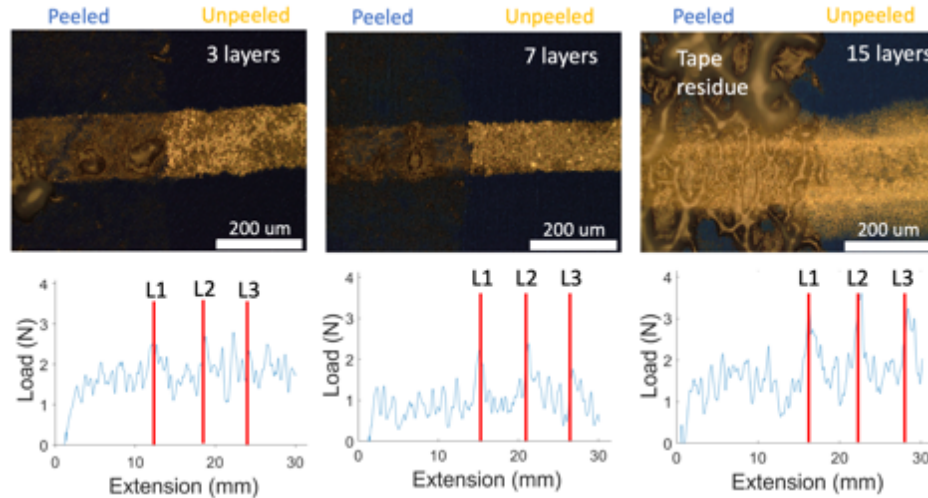 Peeled Unpeeled
3 layers
200 um
Peeled Unpeeled
7 layers
200 um
Peeled Unpeeled
Tape
residue
15 layers
200 um
4
3
2
1
0
Load (N)
L1 L2 L3
0 10 20 30
Extension (mm)
4
3
2
1
0
Load (N)
L1 L2 L3
0 10 20 30
Extension (mm)
4
3
2
1
0
Load (N)
L1 L2 L3
0 10 20 30
Extension (mm)